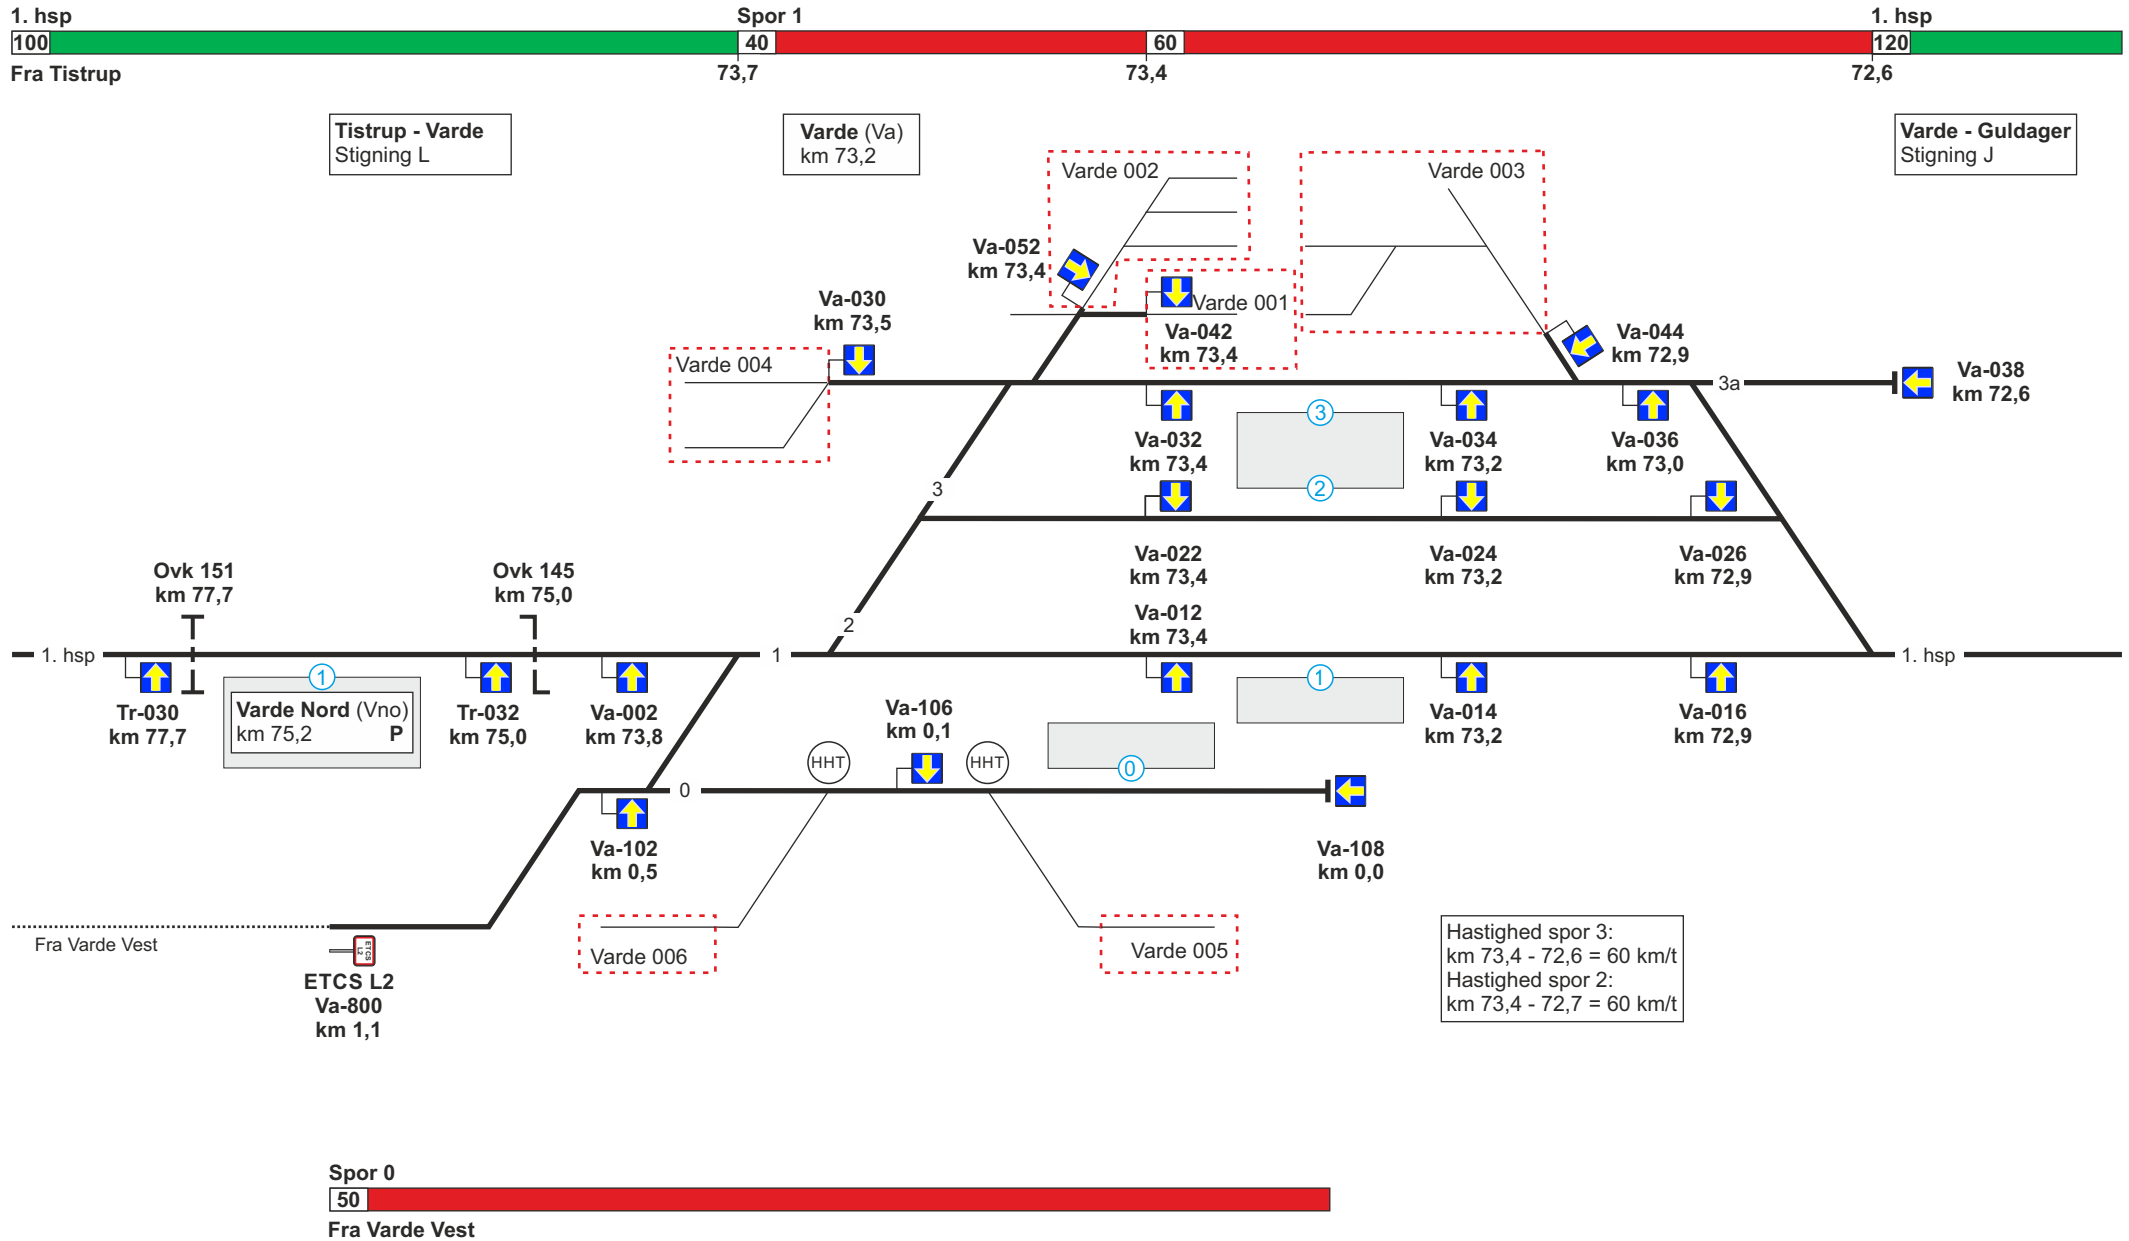 1. hsp
Spor 1
1. hsp
100
40
60
120
Fra Tistrup
73,7
73,4
72,6
Tistrup - Varde
Stigning L
Varde (Va)
km 73,2
Varde - Guldager
Stigning J
Varde 002
Varde 003
Va-052
km 73,4
Va-030
km 73,5
Varde 001
Va-042
km 73,4
Va-044
km 72,9
Varde 004
3a
Va-038
km 72,6
3
Va-032
km 73,4
Va-034
km 73,2
Va-036
km 73,0
3
2
Va-022
km 73,4
Va-024
km 73,2
Va-026
km 72,9
Ovk 151
km 77,7
Ovk 145
km 75,0
Va-012
km 73,4
2
1. hsp
1
1. hsp
1
1
Tr-030
km 77,7
Varde Nord (Vno)
km 75,2 P
Tr-032
km 75,0
Va-002
km 73,8
Va-106
km 0,1
Va-014
km 73,2
Va-016
km 72,9
HHT
HHT
0
0
Va-102
km 0,5
Va-108
km 0,0
Fra Varde Vest
ETCS
L2
ETCS L2
Va-800
km 1,1
Varde 006
Varde 005
Hastighed spor 3:
km 73,4 - 72,6 = 60 km/t
Hastighed spor 2:
km 73,4 - 72,7 = 60 km/t
Spor 0
50
Fra Varde Vest